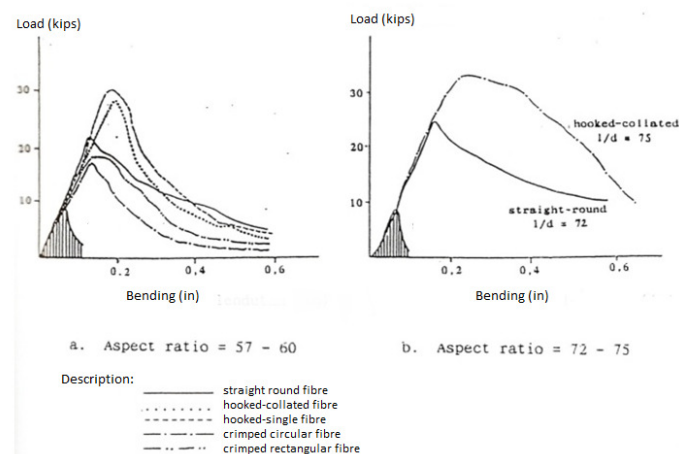 Load (kips)
30
20
10
0.2
0,4
0,6
Bending (in)
a. Aspect ratio = 57 - 60
Load (kips)
30
20
10
hooked-collated
l/d = 75
straight-round
l/d = 72
0.2
0,4
0,6
Bending (in)
b. Aspect ratio = 72 - 75
Description:
straight round fibre
hooked-collated fibre
hooked-single fibre
crimped circular fibre
crimped rectangular fibre